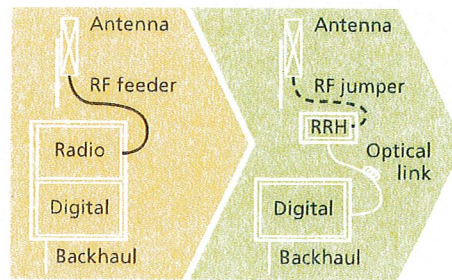 Antenna
RF feeder
Radio
Digital
Backhaul
Antenna
RF jumper
RRH
Optical
link
Digital
Backhaul